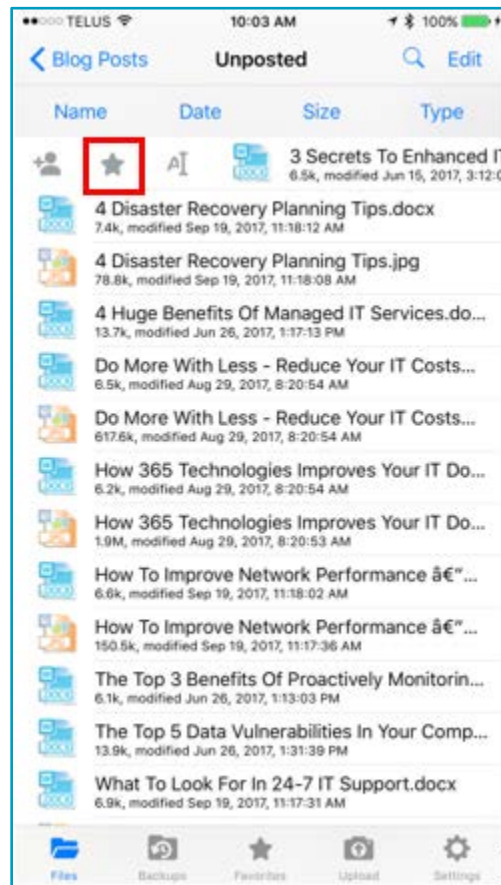 TELUS 10:03 AM 100%
Blog Posts Unposted Edit
Name Date Size Type
AI 3 Secrets To Enhanced I
6.5k, modified Jun 15, 2017, 3:12:0
4 Disaster Recovery Planning Tips.docx
7.4k, modified Sep 19, 2017, 11:18:12 AM
4 Disaster Recovery Planning Tips.jpg
78.8k, modified Sep 19, 2017, 11:18:08 AM
4 Huge Benefits Of Managed IT Services.do...
13.7k, modified Jun 26, 2017, 1:17:13 PM
Do More With Less - Reduce Your IT Costs...
6.5k, modified Aug 29, 2017, 8:20:54 AM
Do More With Less - Reduce Your IT Costs...
617.6k, modified Aug 29, 2017, 8:20:54 AM
How 365 Technologies Improves Your IT Do...
6.2k, modified Aug 29, 2017, 8:20:54 AM
How 365 Technologies Improves Your IT Do...
1.9M, modified Aug 29, 2017, 8:20:53 AM
How To Improve Network Performance â€“...
6.6k, modified Sep 19, 2017, 11:18:02 AM
How To Improve Network Performance â€“...
150.5k, modified Sep 19, 2017, 11:17:36 AM
The Top 3 Benefits Of Proactively Monitorin...
6.1k, modified Jun 26, 2017, 1:13:03 PM
The Top 5 Data Vulnerabilities In Your Comp...
13.9k, modified Jun 26, 2017, 1:31:39 PM
What To Look For In 24-7 IT Support.docx
6.9k, modified Sep 19, 2017, 11:17:31 AM
Files Backups Favorites Upload Settings